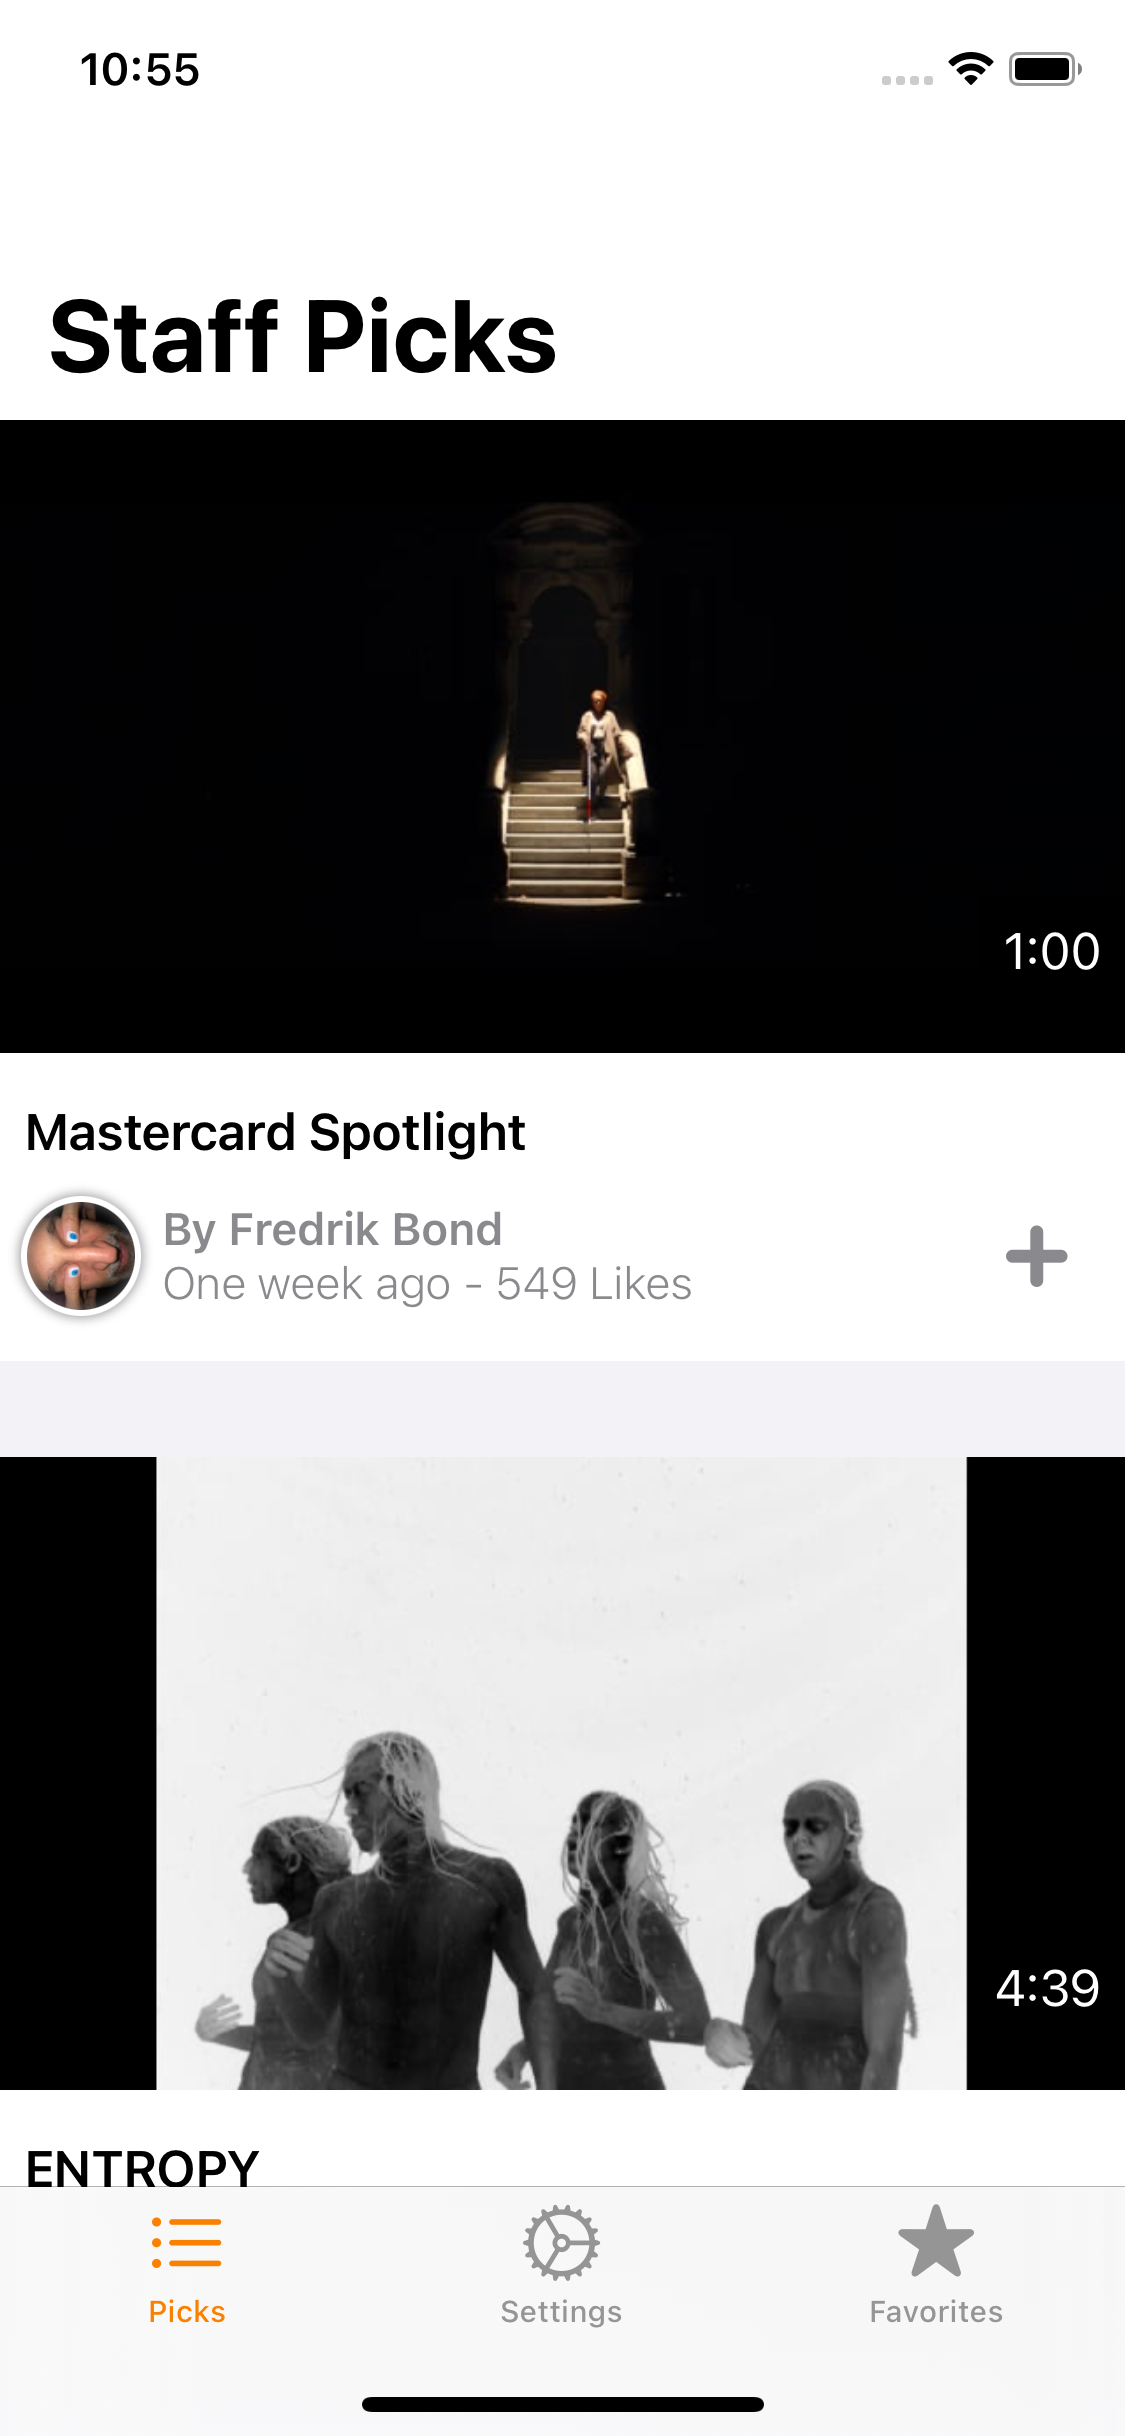 10:55
Staff Picks
1:00
Mastercard Spotlight
By Fredrik Bond
One week ago - 549 Likes
4:39
ENTROPY
Picks
Settings
Favorites